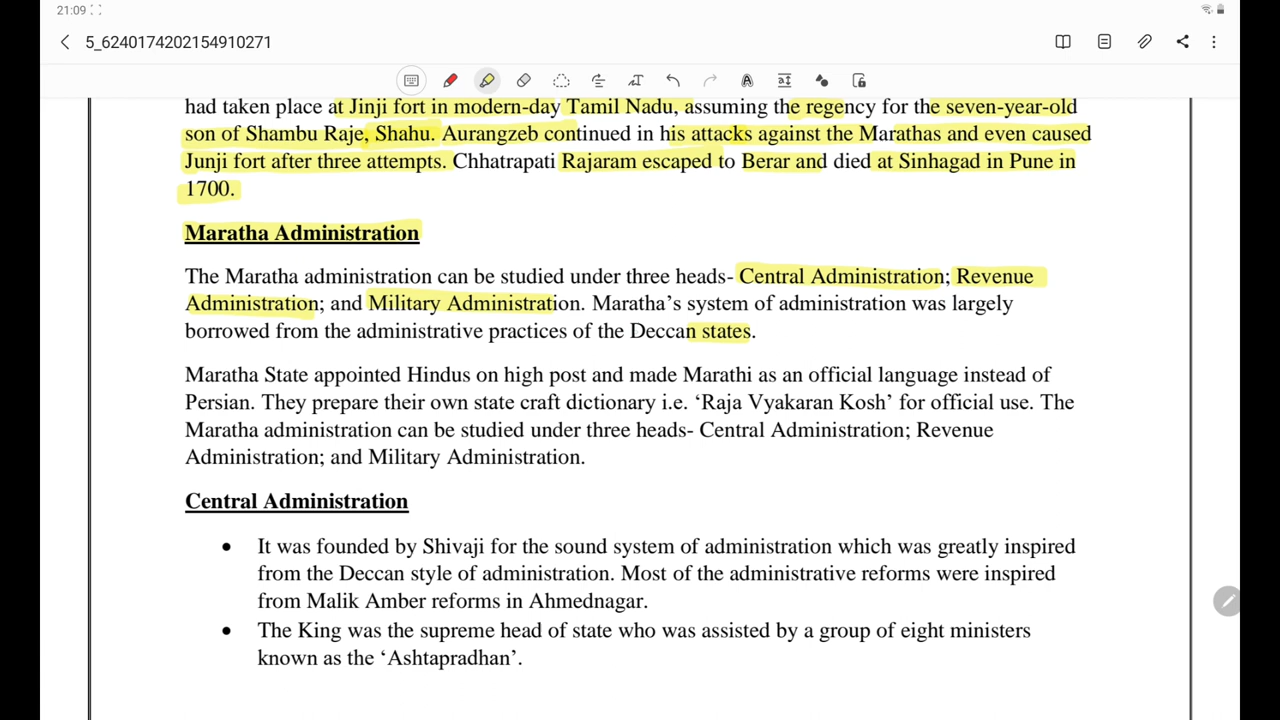 21:09
5_6240174202154910271
had taken place at Jinji fort in modern-day Tamil Nadu, assuming the regency for the seven-year-old
son of Shambu Raje, Shahu. Aurangzeb continued in his attacks against the Marathas and even caused
Junji fort after three attempts. Chhatrapati Rajaram escaped to Berar and died at Sinhagad in Pune in
1700.
Maratha Administration
The Maratha administration can be studied under three heads- Central Administration; Revenue
Administration; and Military Administration. Maratha’s system of administration was largely
borrowed from the administrative practices of the Deccan states.
Maratha State appointed Hindus on high post and made Marathi as an official language instead of
Persian. They prepare their own state craft dictionary i.e. ‘Raja Vyakaran Kosh’ for official use. The
Maratha administration can be studied under three heads- Central Administration; Revenue
Administration; and Military Administration.
Central Administration
• It was founded by Shivaji for the sound system of administration which was greatly inspired
from the Deccan style of administration. Most of the administrative reforms were inspired
from Malik Amber reforms in Ahmednagar.
• The King was the supreme head of state who was assisted by a group of eight ministers
known as the ‘Ashtapradhan’.